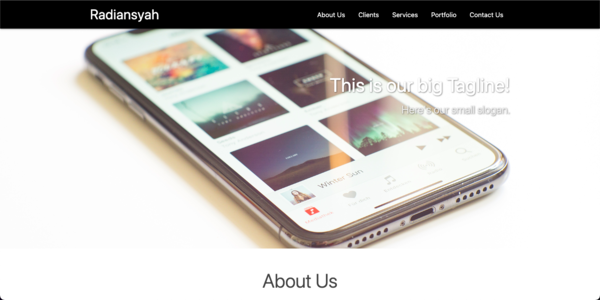 Radiansyah
About Us Clients Services Portfolio Contact Us
This is our big Tagline!
Here's our small slogan.
Winter Sun
About Us